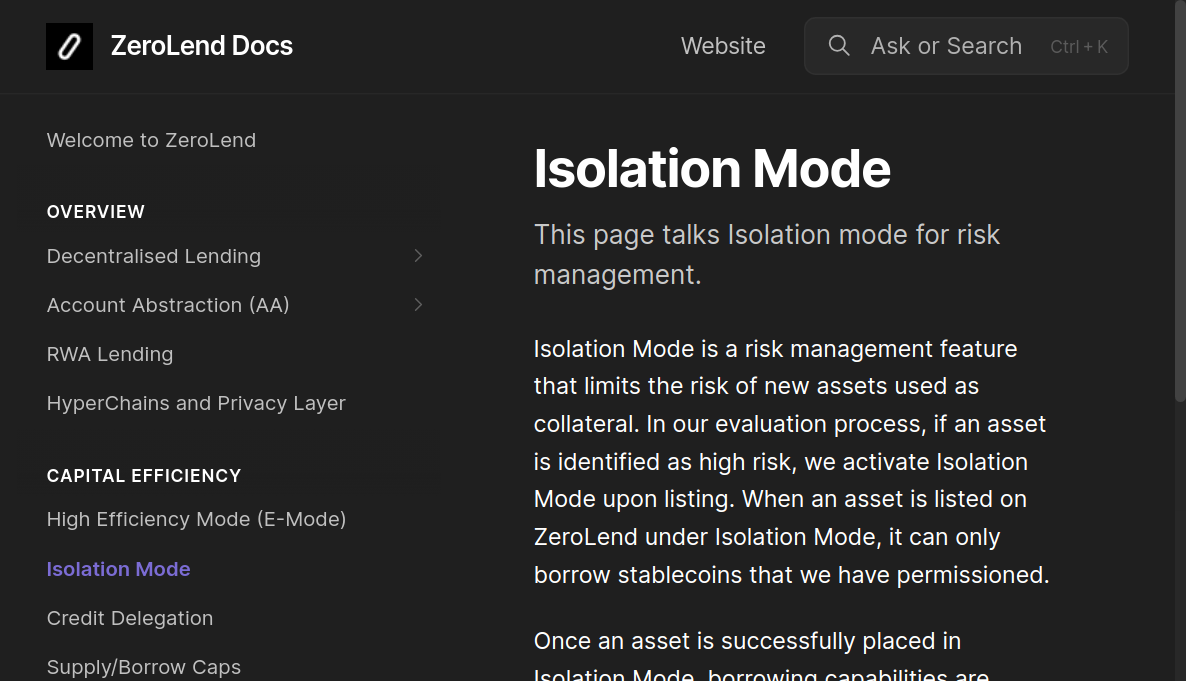 ZeroLend Docs
Website
Ask or Search
Ctrl + K
Welcome to ZeroLend
OVERVIEW
Decentralised Lending
Account Abstraction (AA)
RWA Lending
HyperChains and Privacy Layer
CAPITAL EFFICIENCY
High Efficiency Mode (E-Mode)
Isolation Mode
Credit Delegation
Supply/Borrow Caps
Isolation Mode
This page talks Isolation mode for risk
management.
Isolation Mode is a risk management feature
that limits the risk of new assets used as
collateral. In our evaluation process, if an asset
is identified as high risk, we activate Isolation
Mode upon listing. When an asset is listed on
ZeroLend under Isolation Mode, it can only
borrow stablecoins that we have permissioned.
Once an asset is successfully placed in
Isolation Mode, borrowing capabilities are